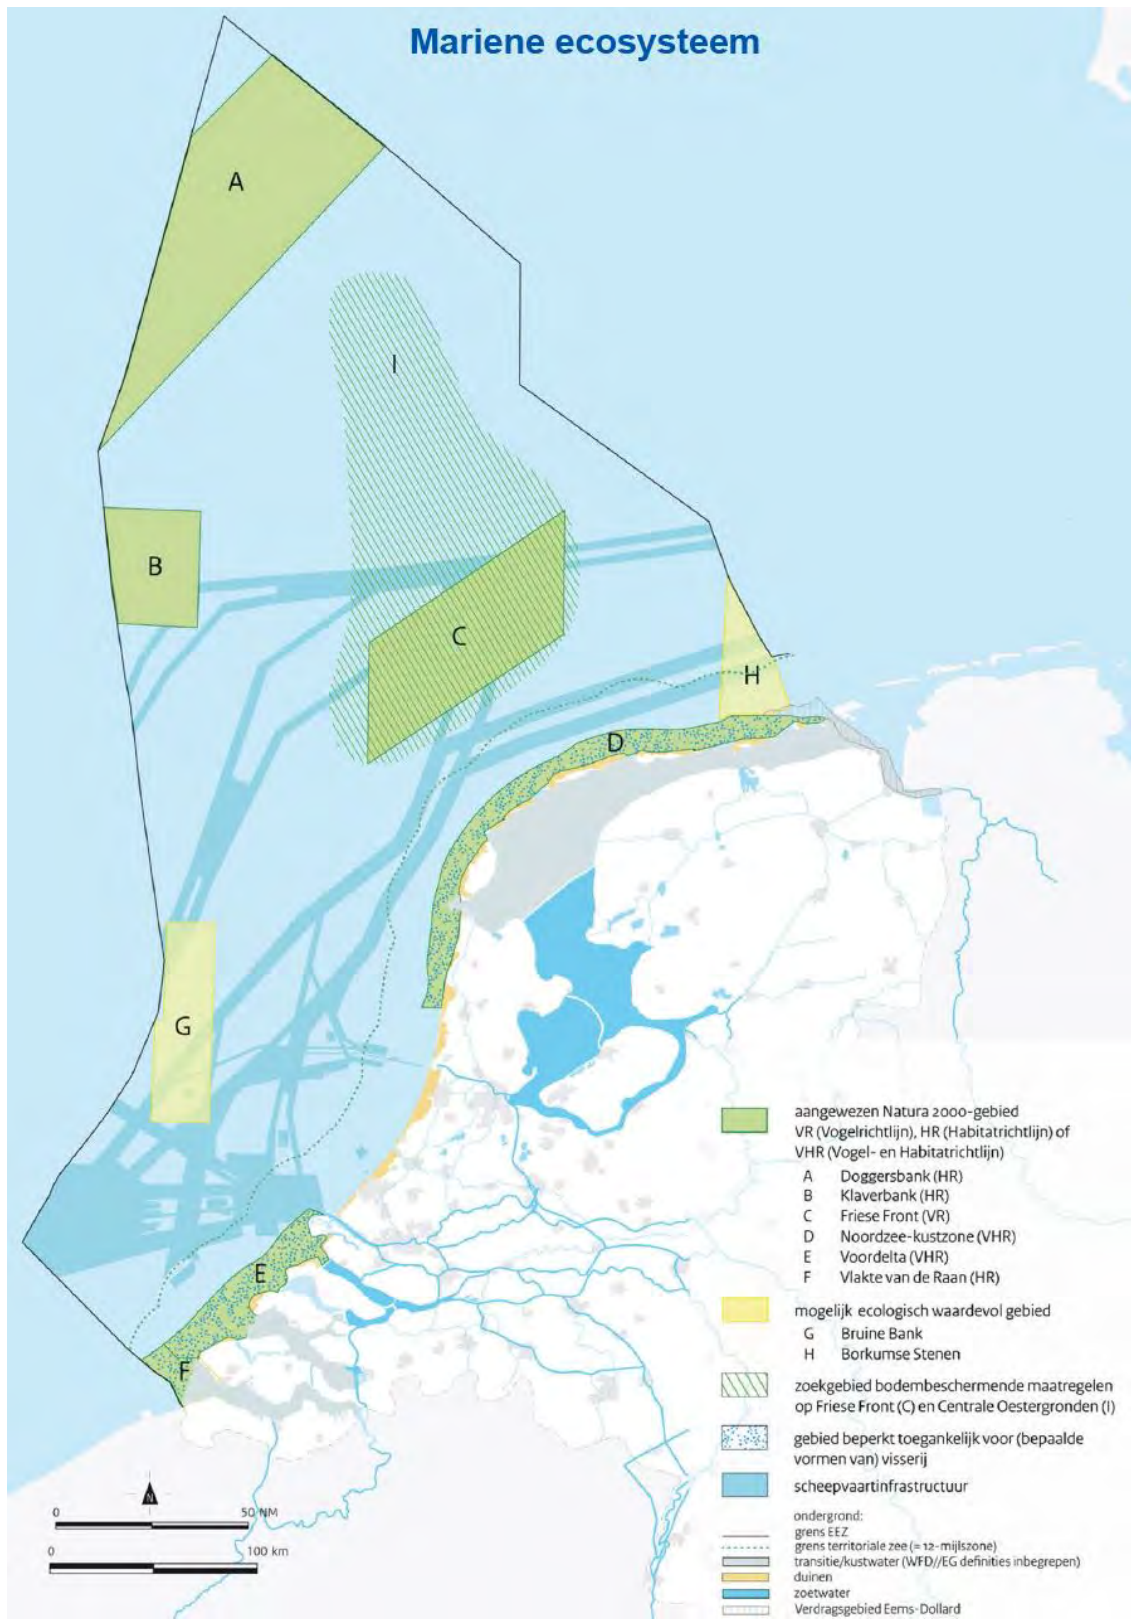 Mariene ecosysteem
A
I
B
C
H
D
G
E
F
aangewezen Natura 2000-gebied
VR (Vogelrichtlijn), HR (Habitatrichtlijn) of
VHR (Vogel- en Habitatrichtlijn)
A Doggersbank (HR)
B Klaverbank (HR)
C Friese Front (VR)
D Noordzee-kustzone (VHR)
E Voordelta (VHR)
F Vlakte van de Raan (HR)
mogelijk ecologisch waardevol gebied
G Bruine Bank
H Borkumse Stenen
zoekgebied bodembeschermende maatregelen
op Friese Front (C) en Centrale Oestergronden (I)
gebied beperkt toegankelijk voor (bepaalde
vormen van) visserij
scheepvaartinfrastructuur
ondergrond:
grens EEZ
grens territoriale zee (= 12-mijlszone)
transitie/kustwater (WFD//EG definities inbegrepen)
duinen
zoetwater
Verdragsgebied Eems-Dollard
N
0 50 NM
0 100 km